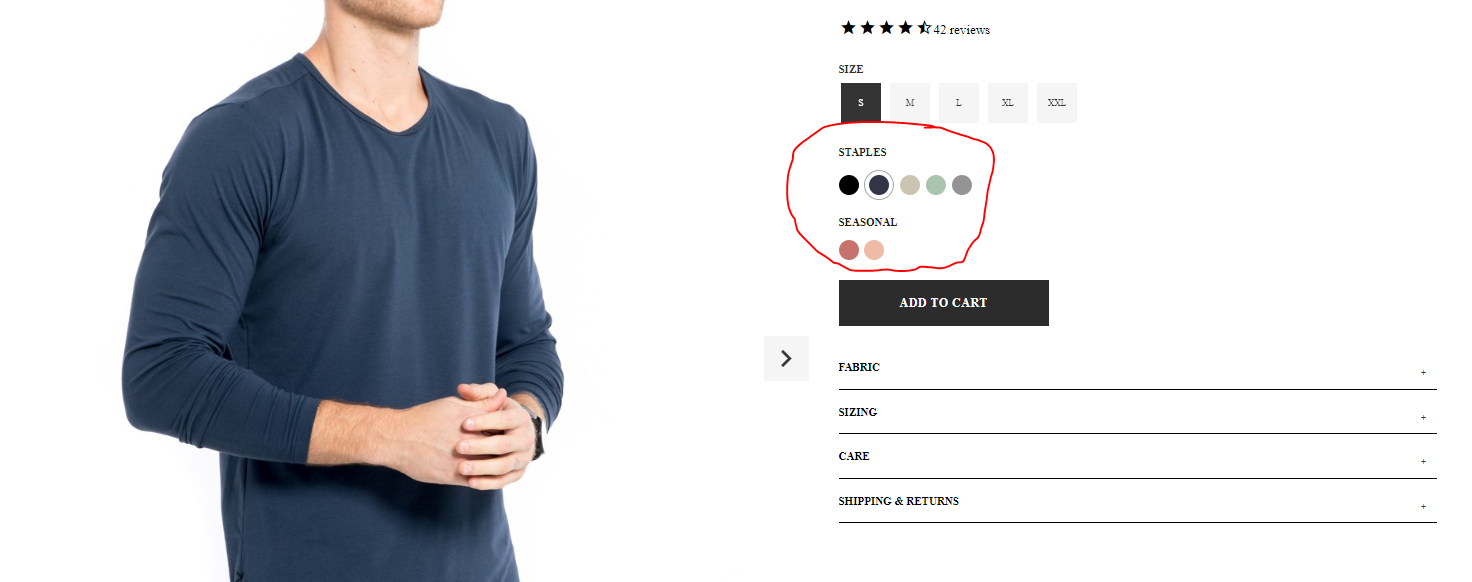 42 reviews
SIZE
S M L XL XXL
STAPLES
SEASONAL
ADD TO CART
FABRIC +
SIZING +
CARE +
SHIPPING & RETURNS +